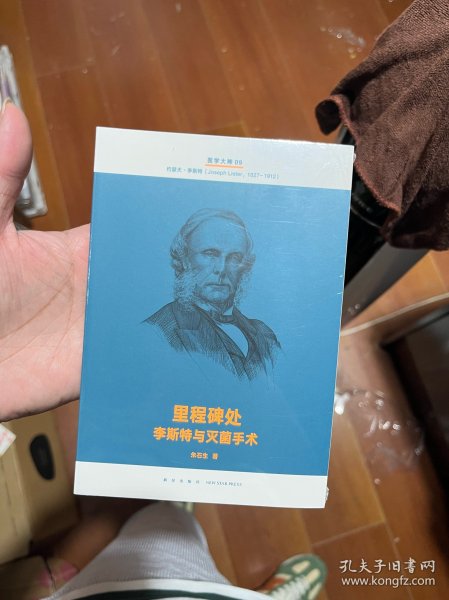 医学大神 09
约瑟夫·李斯特（Joseph Lister, 1827-1912）
里程碑处
李斯特与灭菌手术
余石生 著
新星出版社 NEW STAR PRESS
孔夫子旧书网
www.kongfz.com